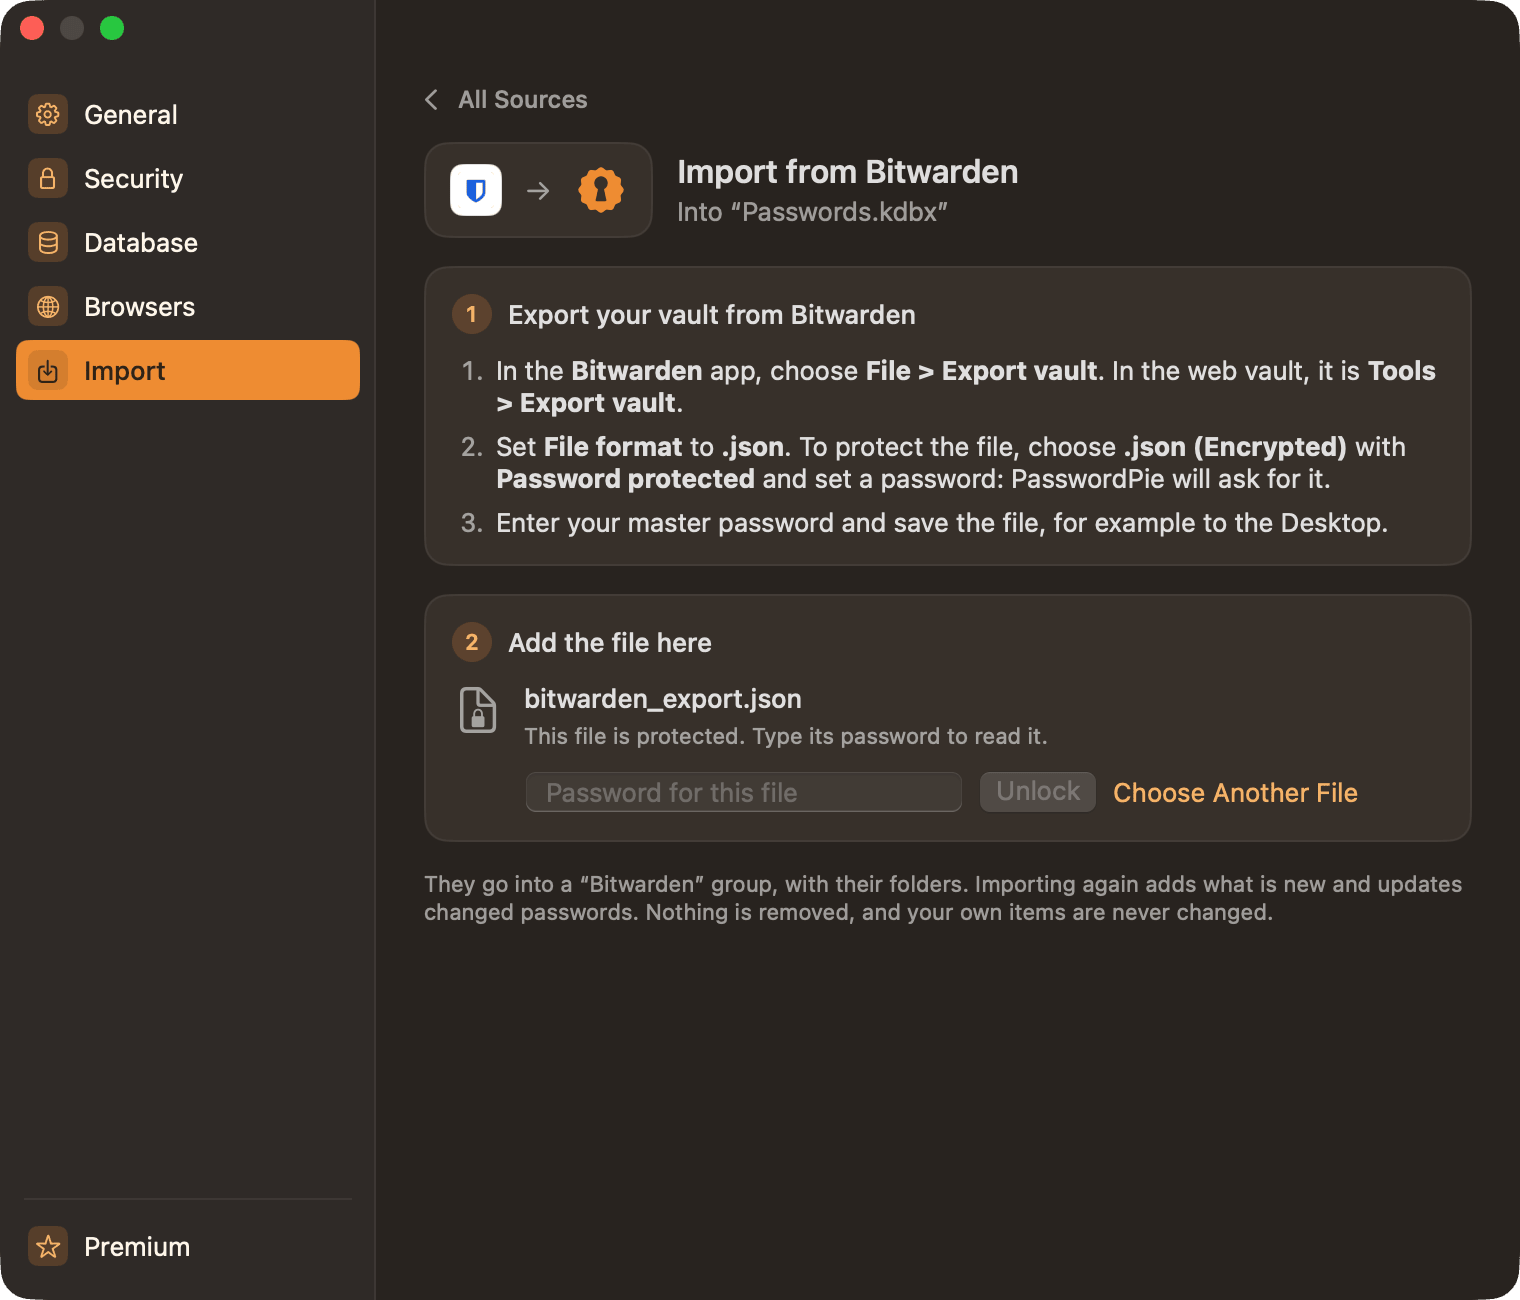 General
Security
Database
Browsers
Import
Premium
All Sources
Import from Bitwarden
Into “Passwords.kdbx”
1 Export your vault from Bitwarden
1. In the Bitwarden app, choose File > Export vault. In the web vault, it is Tools
> Export vault.
2. Set File format to .json. To protect the file, choose .json (Encrypted) with
Password protected and set a password: PasswordPie will ask for it.
3. Enter your master password and save the file, for example to the Desktop.
2 Add the file here
bitwarden_export.json
This file is protected. Type its password to read it.
Password for this file Unlock Choose Another File
They go into a “Bitwarden” group, with their folders. Importing again adds what is new and updates
changed passwords. Nothing is removed, and your own items are never changed.